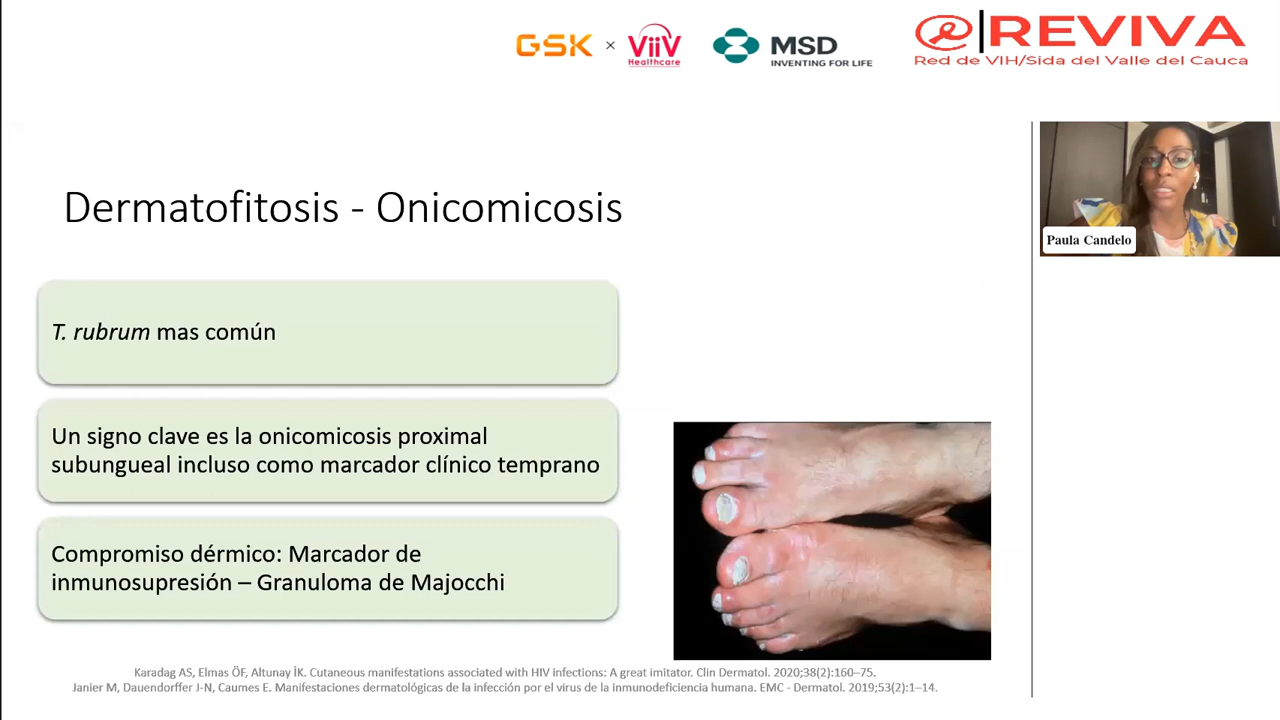 GSK × ViiV Healthcare
MSD
INVENTING FOR LIFE
REVIVA
Red de VIH/Sida del Valle del Cauca
Dermatofitosis - Onicomicosis
Paula Candelo
T. rubrum mas común
Un signo clave es la onicomicosis proximal
subungueal incluso como marcador clínico temprano
Compromiso dérmico: Marcador de
inmunosupresión – Granuloma de Majocchi
Karadag AS, Elmas ÖF, Altunay İK. Cutaneous manifestations associated with HIV infections: A great imitator. Clin Dermatol. 2020;38(2):160–75.
Janier M, Dauendorffer J-N, Caumes E. Manifestaciones dermatológicas de la infección por el virus de la inmunodeficiencia humana. EMC - Dermatol. 2019;53(2):1–14.